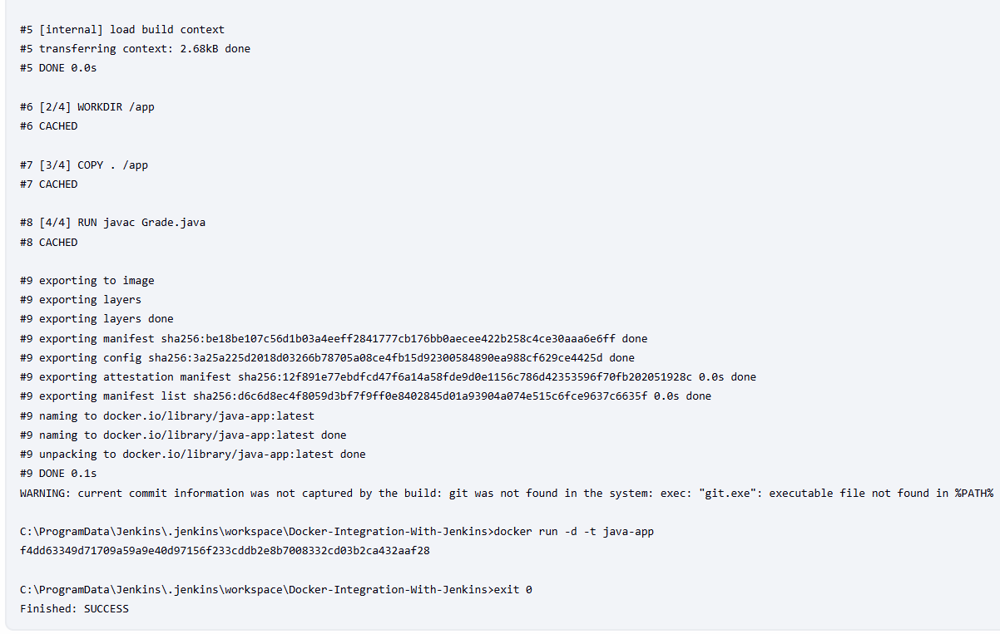 #5 [internal] load build context
#5 transferring context: 2.68kB done
#5 DONE 0.0s
#6 [2/4] WORKDIR /app
#6 CACHED
#7 [3/4] COPY . /app
#7 CACHED
#8 [4/4] RUN javac Grade.java
#8 CACHED
#9 exporting to image
#9 exporting layers
#9 exporting layers done
#9 exporting manifest sha256:be18be107c56d1b03a4eeff2841777cb176bb0aecee422b258c4ce30aaa6e6ff done
#9 exporting config sha256:3a25a225d2018d03266b78705a08ce4fb15d92300584890ea988cf629ce4425d done
#9 exporting attestation manifest sha256:12f891e77ebdfcd47f6a14a58fde9d0e1156c786d42353596f70fb202051928c 0.0s done
#9 exporting manifest list sha256:d6c6d8ec4f8059d3bf7f9ff0e8402845d01a93904a074e515c6fce9637c6635f 0.0s done
#9 naming to docker.io/library/java-app:latest
#9 naming to docker.io/library/java-app:latest done
#9 unpacking to docker.io/library/java-app:latest done
#9 DONE 0.1s
WARNING: current commit information was not captured by the build: git was not found in the system: exec: "git.exe": executable file not found in %PATH%
C:\ProgramData\Jenkins\.jenkins\workspace\Docker-Integration-With-Jenkins>docker run -d -t java-app
f4dd63349d71709a59a9e40d97156f233cddb2e8b7008332cd03b2ca432aaf28
C:\ProgramData\Jenkins\.jenkins\workspace\Docker-Integration-With-Jenkins>exit 0
Finished: SUCCESS